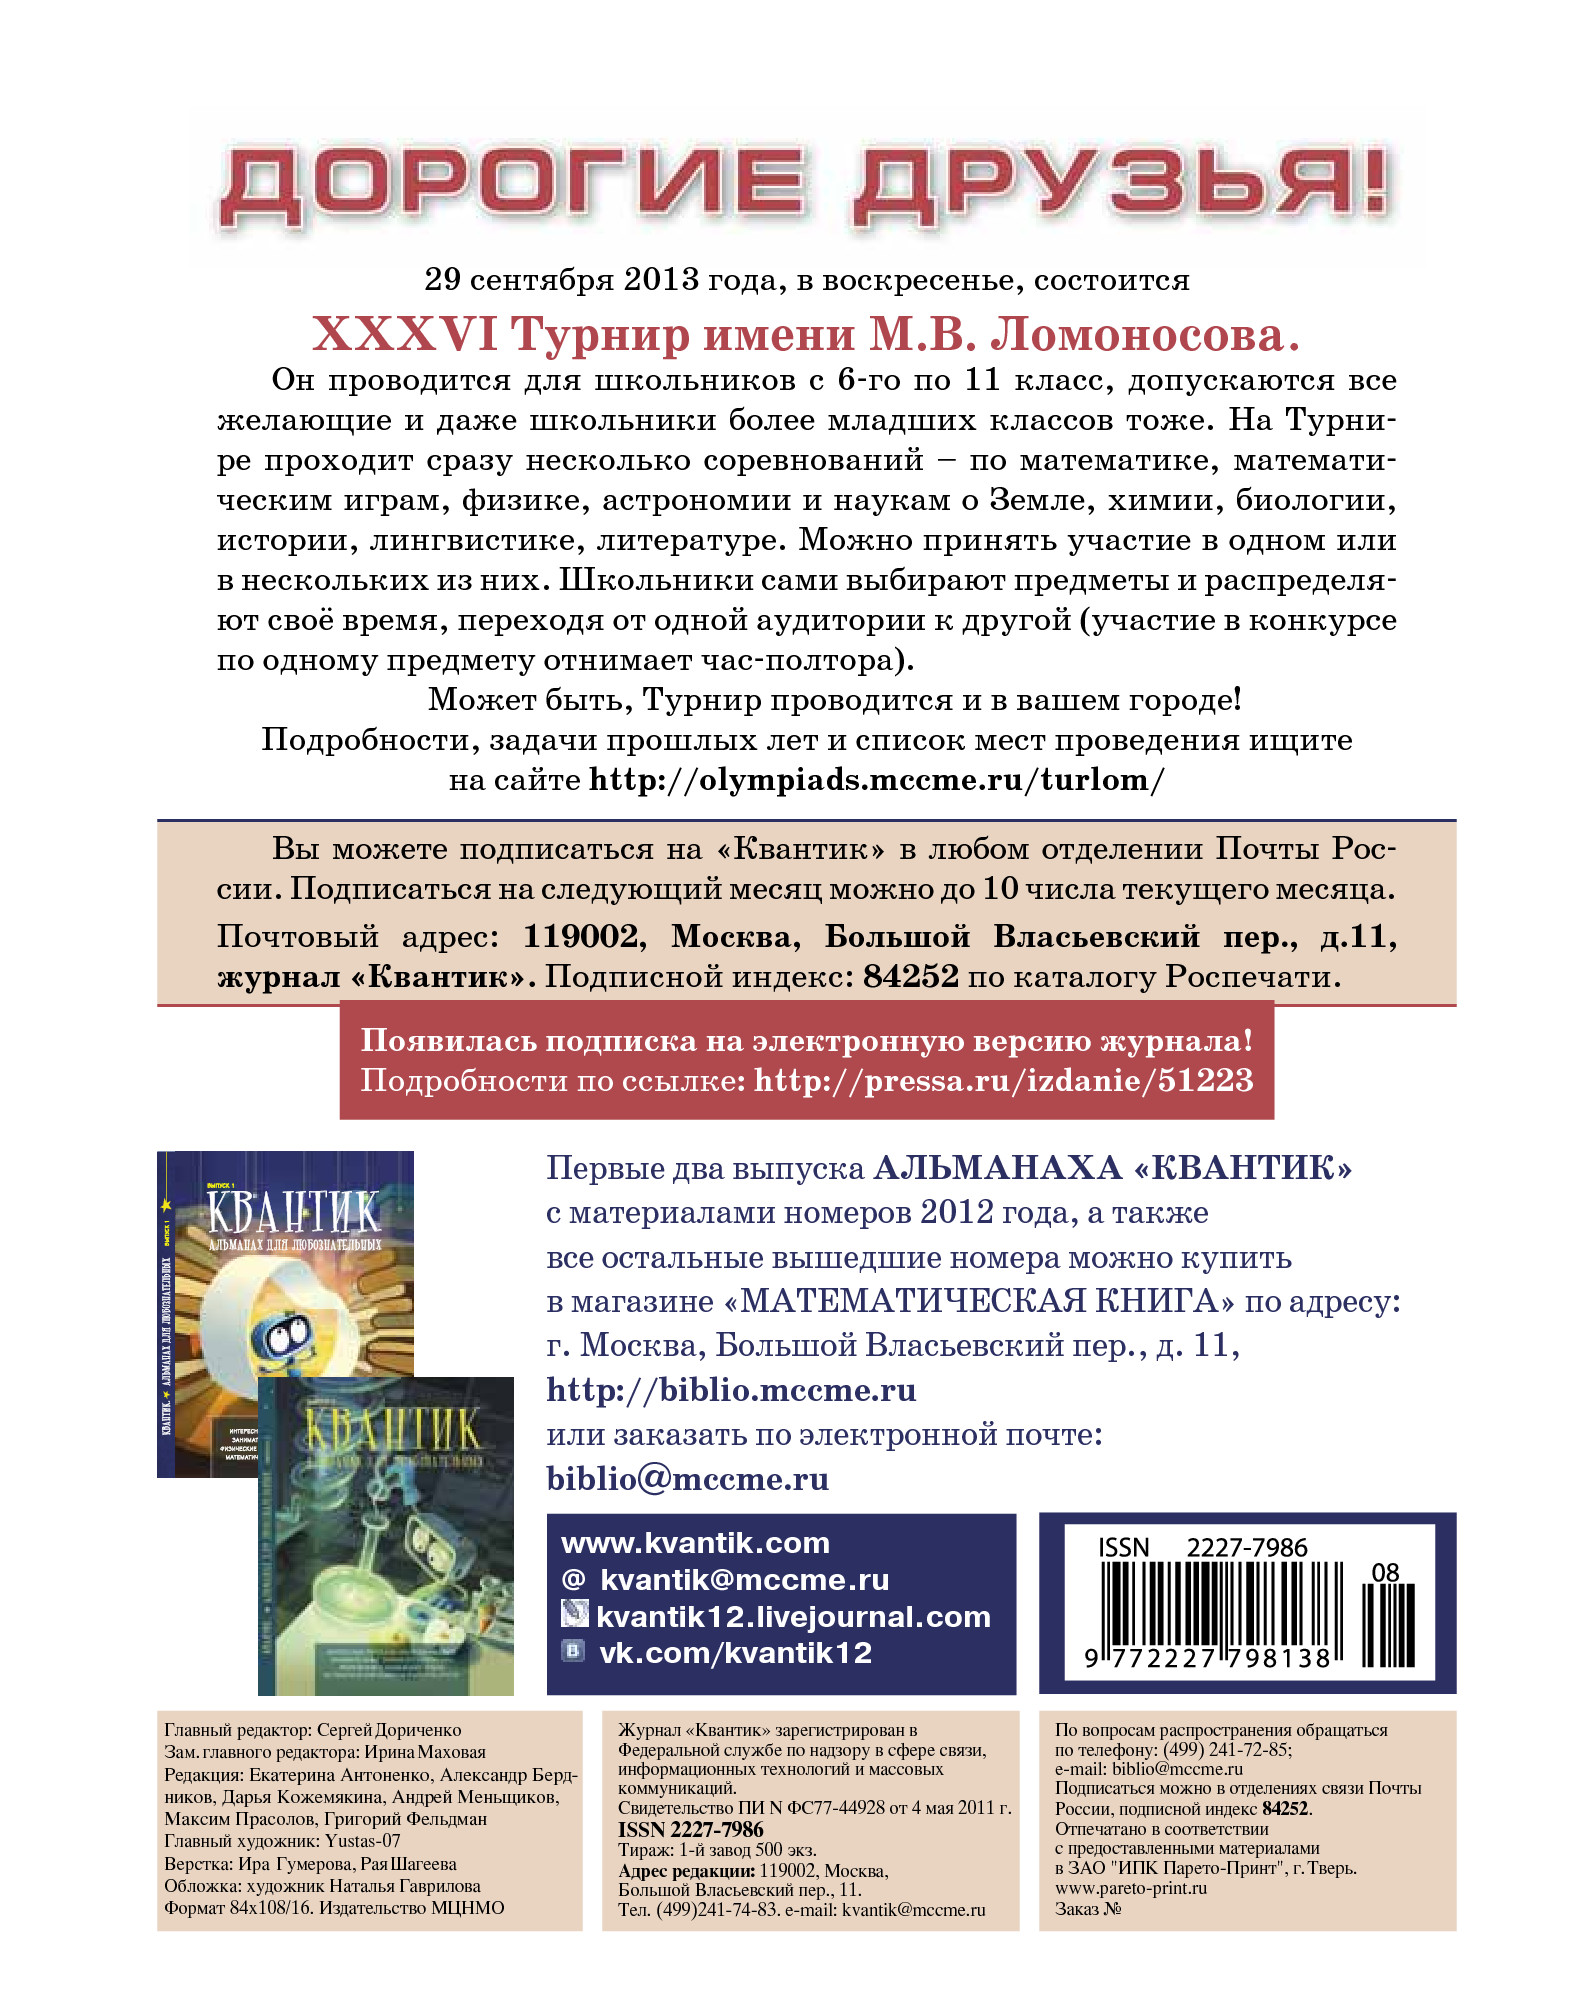 ДОРОГИЕ ДРУЗЬЯ!
29 сентября 2013 года, в воскресенье, состоится
XXXVI Турнир имени М.В. Ломоносова.
Он проводится для школьников с 6-го по 11 класс, допускаются все
желающие и даже школьники более младших классов тоже. На Турни-
ре проходит сразу несколько соревнований – по математике, математи-
ческим играм, физике, астрономии и наукам о Земле, химии, биологии,
истории, лингвистике, литературе. Можно принять участие в одном или
в нескольких из них. Школьники сами выбирают предметы и распределя-
ют своё время, переходя от одной аудитории к другой (участие в конкурсе
по одному предмету отнимает час-полтора).
Может быть, Турнир проводится и в вашем городе!
Подробности, задачи прошлых лет и список мест проведения ищите
на сайте http://olympiads.mccme.ru/turlom/
Вы можете подписаться на «Квантик» в любом отделении Почты Рос-
сии. Подписаться на следующий месяц можно до 10 числа текущего месяца.
Почтовый адрес: 119002, Москва, Большой Власьевский пер., д.11,
журнал «Квантик». Подписной индекс: 84252 по каталогу Роспечати.
Появилась подписка на электронную версию журнала!
Подробности по ссылке: http://pressa.ru/izdanie/51223
ВЫПУСК 1
КВАНТИК
АЛЬМАНАХ ДЛЯ ЛЮБОЗНАТЕЛЬНЫХ
КВАНТИК ★ АЛЬМАНАХ ДЛЯ ЛЮБОЗНАТЕЛЬНЫХ ВЫПУСК 1
КВАНТИК
АЛЬМАНАХ ДЛЯ ЛЮБОЗНАТЕЛЬНЫХ
Первые два выпуска АЛЬМАНАХА «КВАНТИК»
с материалами номеров 2012 года, а также
все остальные вышедшие номера можно купить
в магазине «МАТЕМАТИЧЕСКАЯ КНИГА» по адресу:
г. Москва, Большой Власьевский пер., д. 11,
http://biblio.mccme.ru
или заказать по электронной почте:
biblio@mccme.ru
www.kvantik.com
@ kvantik@mccme.ru
kvantik12.livejournal.com
B vk.com/kvantik12
ISSN 2227-7986
08
9 772227 798138
Главный редактор: Сергей Дориченко
Зам. главного редактора: Ирина Маховая
Редакция: Екатерина Антоненко, Александр Берд-
ников, Дарья Кожемякина, Андрей Меньщиков,
Максим Прасолов, Григорий Фельдман
Главный художник: Yustas-07
Верстка: Ира Гумерова, Рая Шагеева
Обложка: художник Наталья Гаврилова
Формат 84х108/16. Издательство МЦНМО
Журнал «Квантик» зарегистрирован в
Федеральной службе по надзору в сфере связи,
информационных технологий и массовых
коммуникаций.
Свидетельство ПИ N ФС77-44928 от 4 мая 2011 г.
ISSN 2227-7986
Тираж: 1-й завод 500 экз.
Адрес редакции: 119002, Москва,
Большой Власьевский пер., 11.
Тел. (499)241-74-83. e-mail: kvantik@mccme.ru
По вопросам распространения обращаться
по телефону: (499) 241-72-85;
e-mail: biblio@mccme.ru
Подписаться можно в отделениях связи Почты
России, подписной индекс 84252.
Отпечатано в соответствии
с предоставленными материалами
в ЗАО "ИПК Парето-Принт", г. Тверь.
www.pareto-print.ru
Заказ №